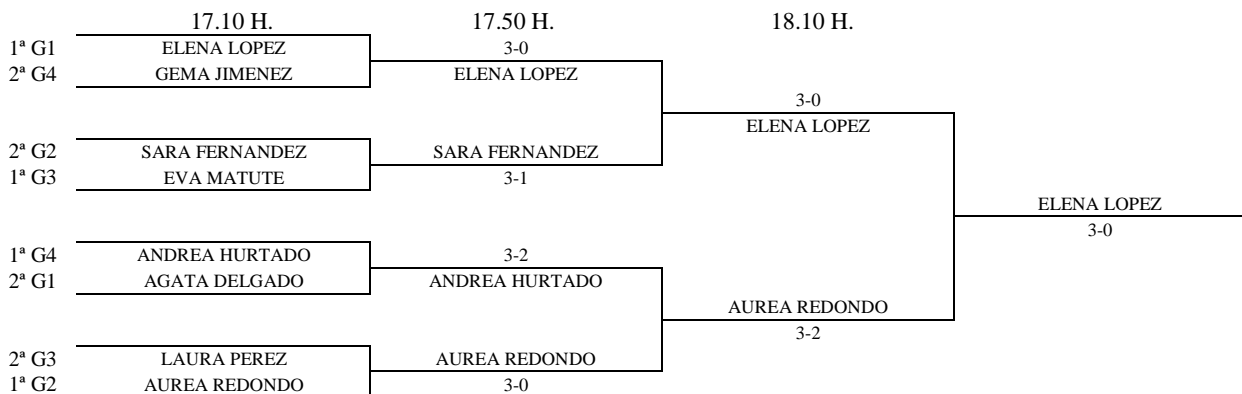 17.10 H. 17.50 H. 18.10 H.
1ª G1 ELENA LOPEZ 3-0
2ª G4 GEMA JIMENEZ ELENA LOPEZ
3-0
ELENA LOPEZ
2ª G2 SARA FERNANDEZ SARA FERNANDEZ
1ª G3 EVA MATUTE 3-1
ELENA LOPEZ
3-0
1ª G4 ANDREA HURTADO 3-2
2ª G1 AGATA DELGADO ANDREA HURTADO
AUREA REDONDO
3-2
2ª G3 LAURA PEREZ AUREA REDONDO
1ª G2 AUREA REDONDO 3-0